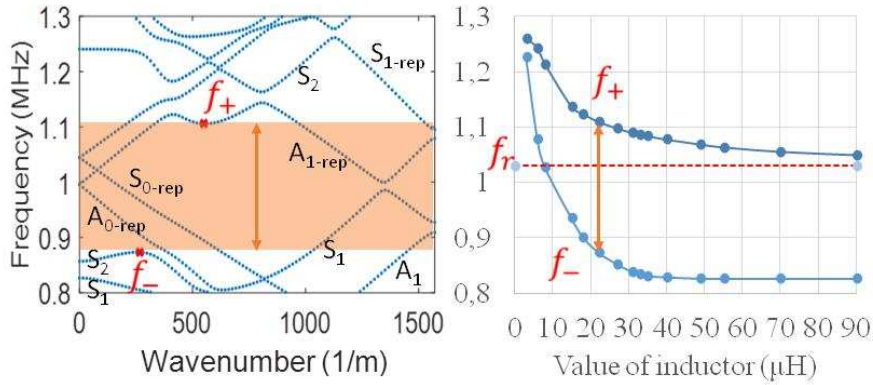 1.3
1.2
1.1
1
0.9
0.8
Frequency (MHz)
0
500
1000
1500
Wavenumber (1/m)
f+
f−
S1-rep
S2
A1-rep
S0-rep
A0-rep
S2
S1
S1
A1
1,3
1,2
1,1
1
0,9
0,8
fr
f+
f−
0 10 20 30 40 50 60 70 80 90
Value of inductor (μH)